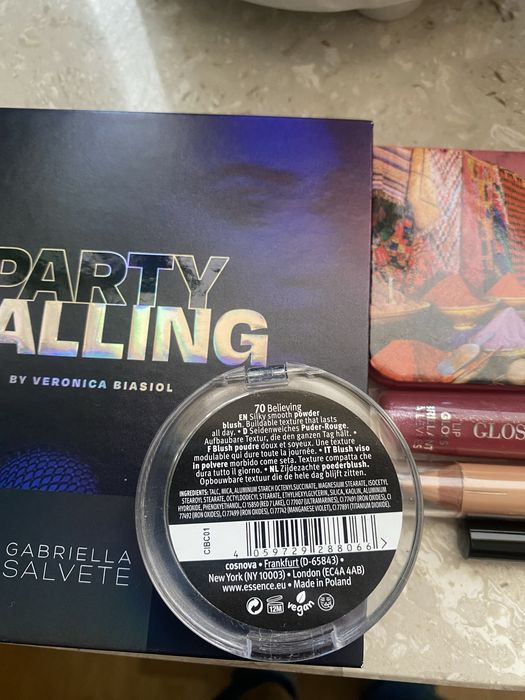 PARTY
ALLING
BY VERONICA BIASIOL
GABRIELLA
SALVETE
70 Believing
EN Silky smooth powder
blush. Buildable texture that lasts
all day. • D Seidenweiches Puder-Rouge.
Aufbaubare Textur, die den ganzen Tag hält. •
F Blush poudre doux et soyeux. Une texture
modulable qui dure toute la journée. • IT Blush viso
in polvere morbido come seta. Texture compatta che
dura tutto il giorno. • NL Zijdezachte poederblush.
Opbouwbare textuur die de hele dag blijft zitten.
INGREDIENTS: TALC, MICA, ALUMINUM STARCH OCTENYLSUCCINATE, MAGNESIUM STEARATE, ISOCETYL
STEAROYL STEARATE, OCTYLDODECYL STEARATE, ETHYLHEXYLGLYCERIN, SILICA, KAOLIN, ALUMINUM
HYDROXIDE, PHENOXYETHANOL, CI 15850 (RED 7 LAKE), CI 77007 (ULTRAMARINES), CI 77491 (IRON OXIDES), CI
77492 (IRON OXIDES), CI 77499 (IRON OXIDES), CI 77742 (MANGANESE VIOLET), CI 77891 (TITANIUM DIOXIDE).
CIBC01
4 059729 288066 >
cosnova • Frankfurt (D-65843) •
New York (NY 10003) • London (EC4A 4AB)
www.essence.eu • Made in Poland
12M
vegan
LIP
GLOSS
GLOS